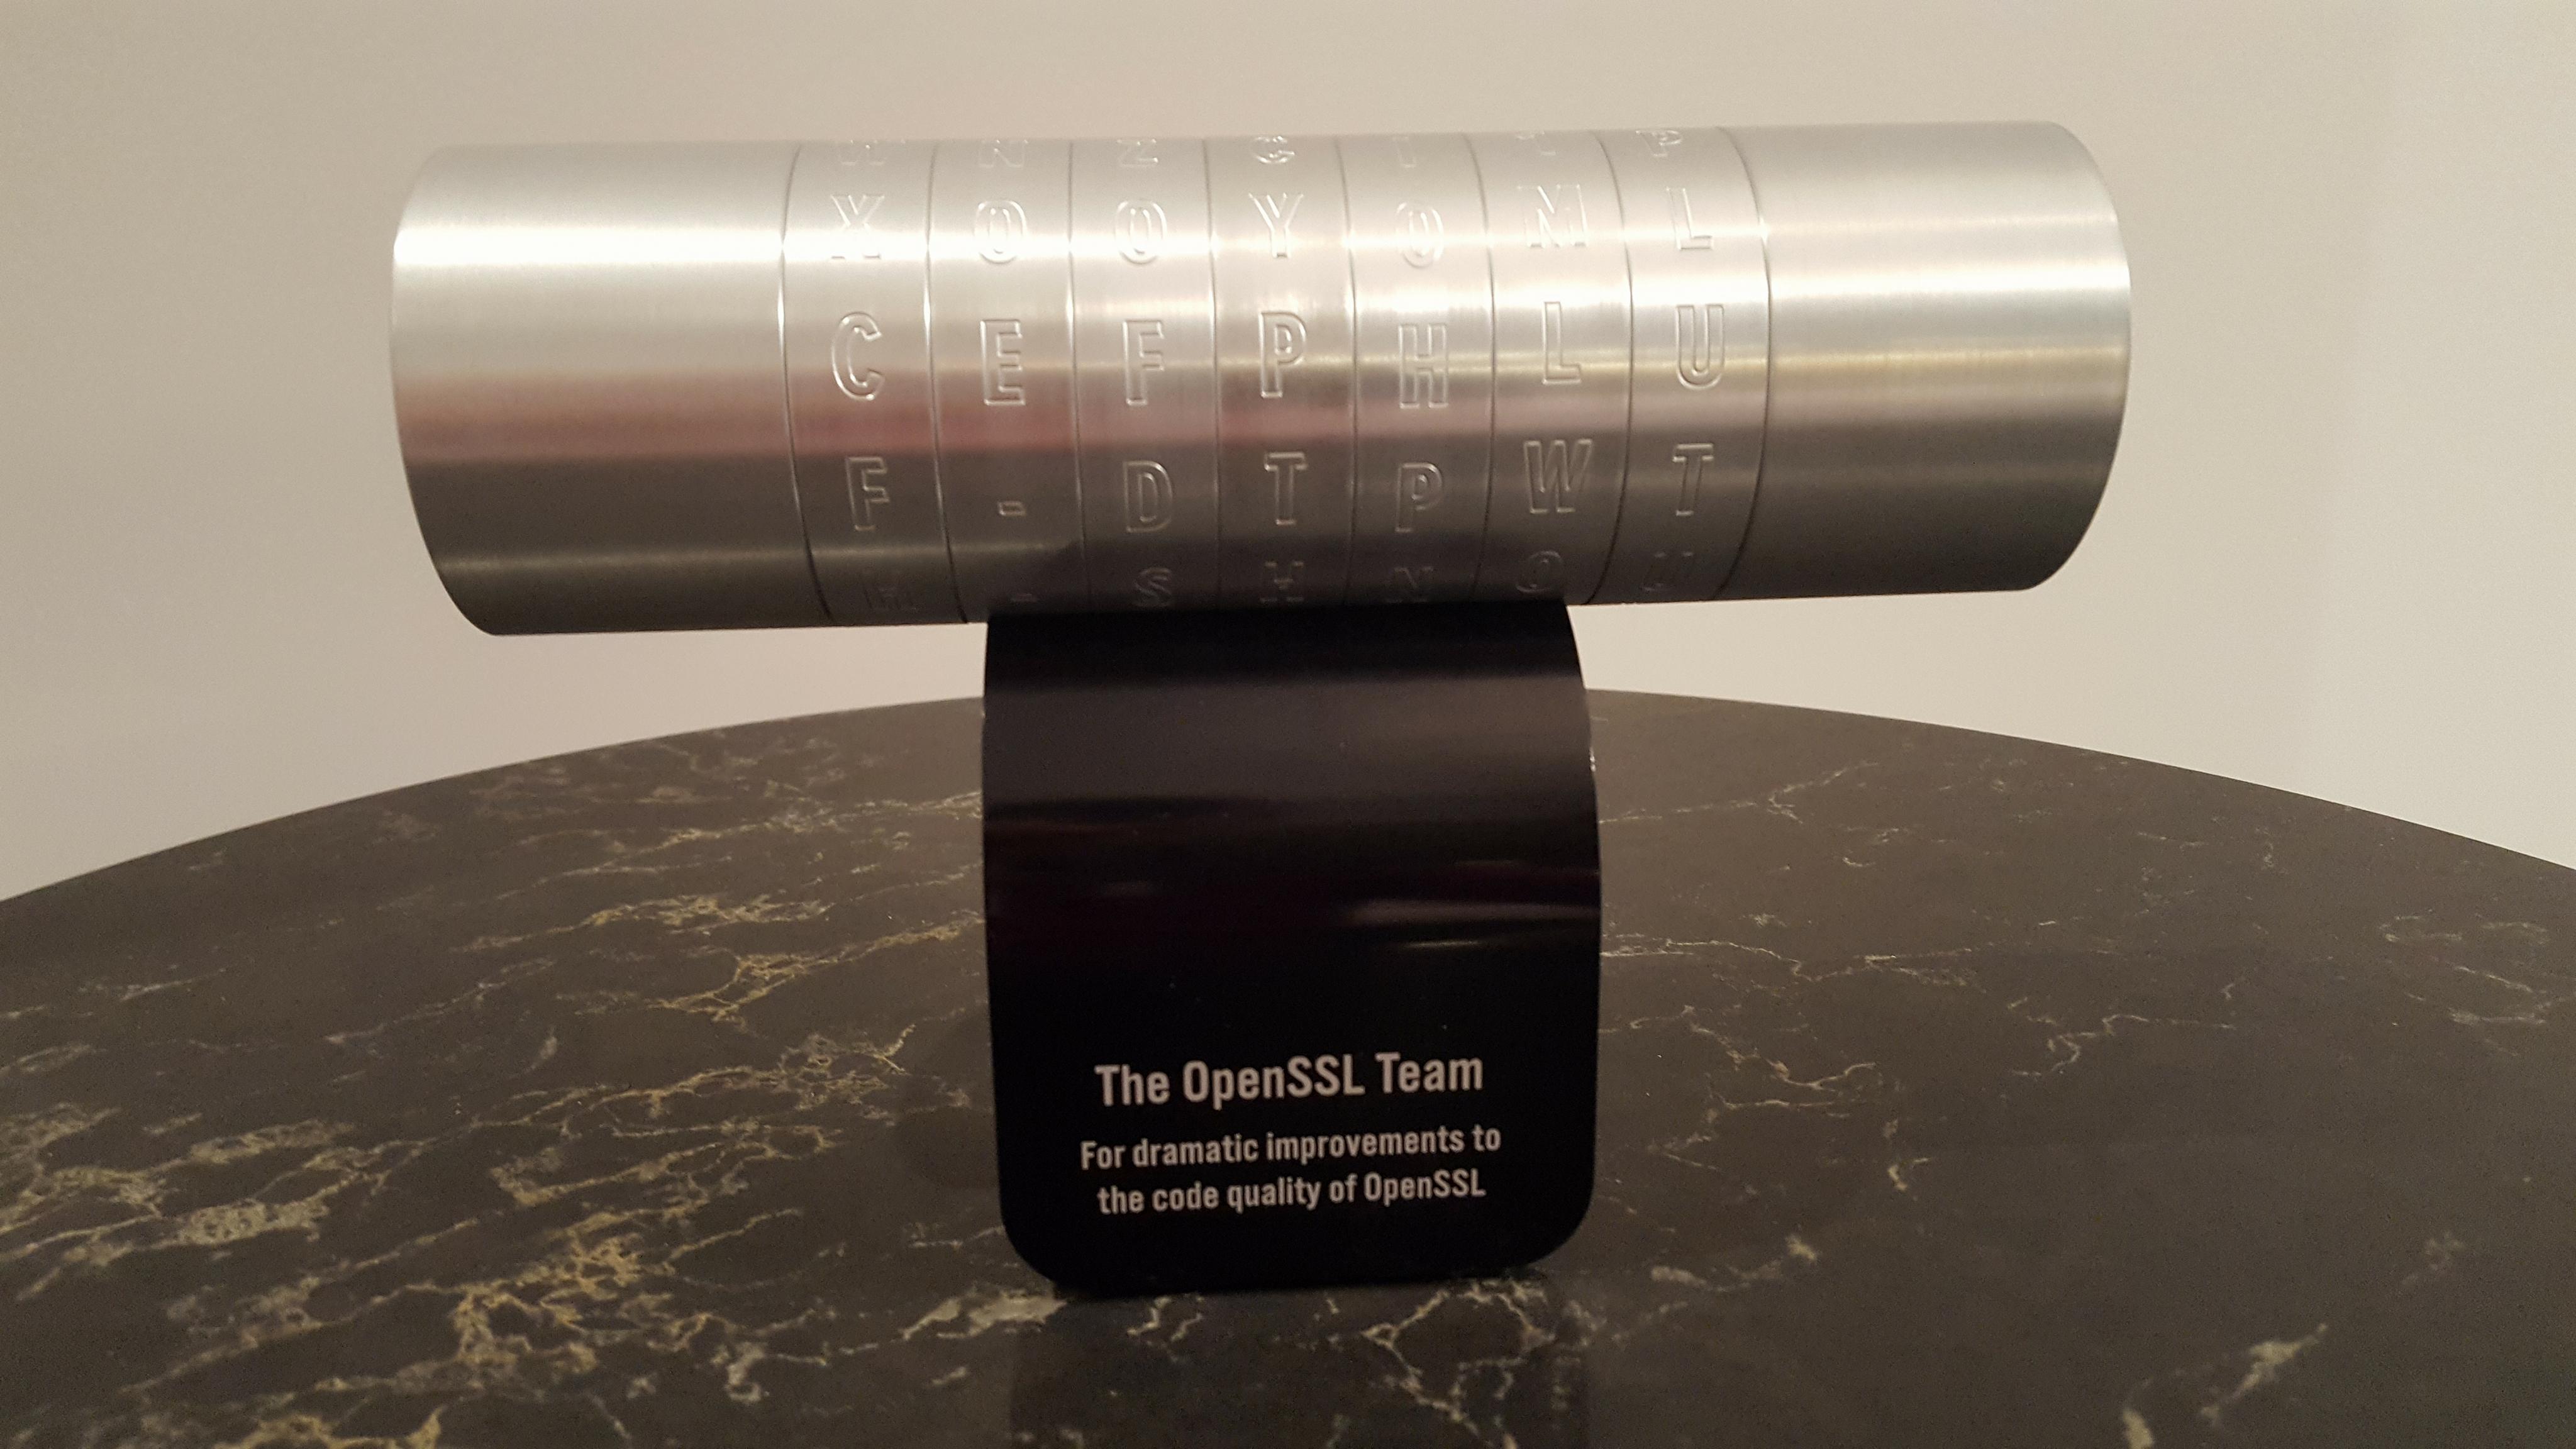 X O O Y O M L
C E F P H L U
F - D T P W T
The OpenSSL Team
For dramatic improvements to
the code quality of OpenSSL